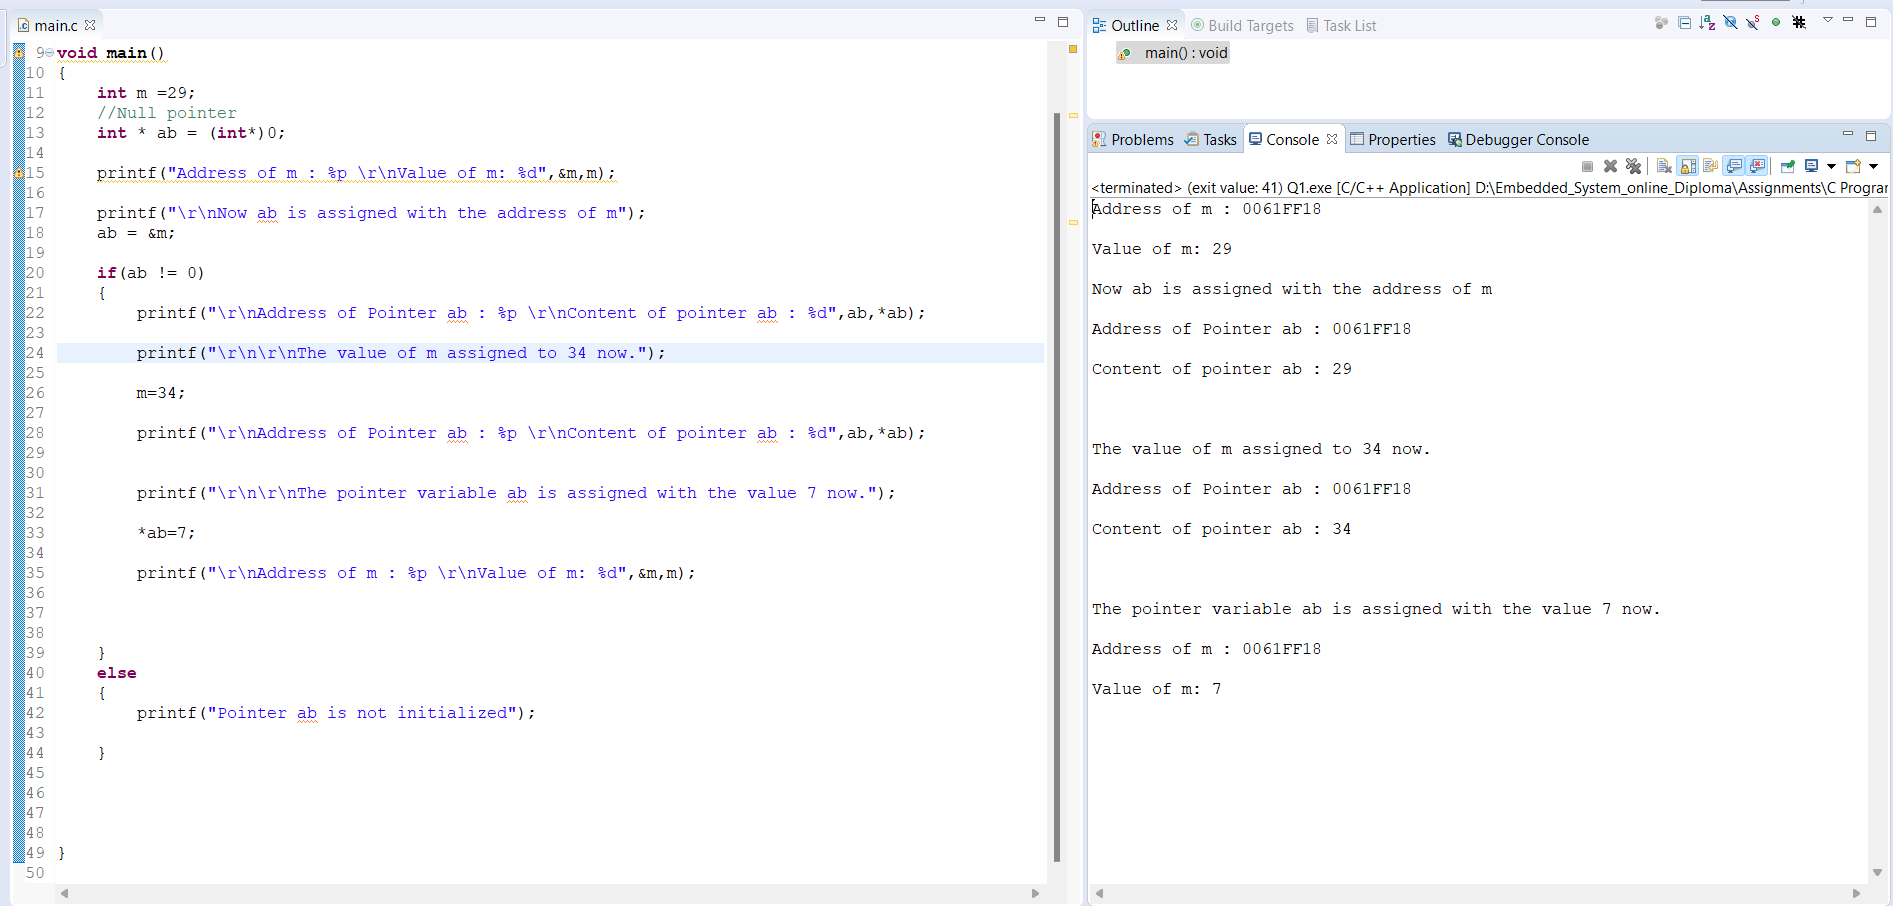 main.c
9 void main()
10 {
11 int m =29;
12 //Null pointer
13 int * ab = (int*)0;
14
15 printf("Address of m : %p \r\nValue of m: %d",&m,m);
16
17 printf("\r\nNow ab is assigned with the address of m");
18 ab = &m;
19
20 if(ab != 0)
21 {
22 printf("\r\nAddress of Pointer ab : %p \r\nContent of pointer ab : %d",ab,*ab);
23
24 printf("\r\n\r\nThe value of m assigned to 34 now.");
25
26 m=34;
27
28 printf("\r\nAddress of Pointer ab : %p \r\nContent of pointer ab : %d",ab,*ab);
29
30
31 printf("\r\n\r\nThe pointer variable ab is assigned with the value 7 now.");
32
33 *ab=7;
34
35 printf("\r\nAddress of m : %p \r\nValue of m: %d",&m,m);
36
37
38
39 }
40 else
41 {
42 printf("Pointer ab is not initialized");
43
44 }
45
46
47
48
49 }
50
Outline Build Targets Task List
main() : void
Problems Tasks Console Properties Debugger Console
<terminated> (exit value: 41) Q1.exe [C/C++ Application] D:\Embedded_System_online_Diploma\Assignments\C Prograr
Address of m : 0061FF18
Value of m: 29
Now ab is assigned with the address of m
Address of Pointer ab : 0061FF18
Content of pointer ab : 29
The value of m assigned to 34 now.
Address of Pointer ab : 0061FF18
Content of pointer ab : 34
The pointer variable ab is assigned with the value 7 now.
Address of m : 0061FF18
Value of m: 7